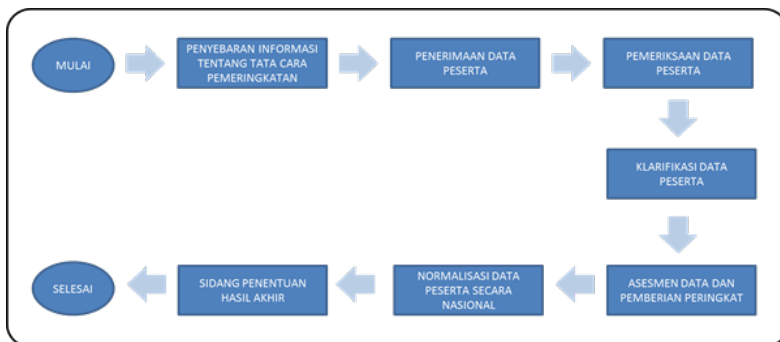 MULAI
PENYEBARAN INFORMASI
TENTANG TATA CARA
PEMERINGKATAN
PENERIMAAN DATA
PESERTA
PEMERIKSAAN DATA
PESERTA
KLARIFIKASI DATA
PESERTA
ASESMEN DATA DAN
PEMBERIAN PERINGKAT
NORMALISASI DATA
PESERTA SECARA
NASIONAL
SIDANG PENENTUAN
HASIL AKHIR
SELESAI